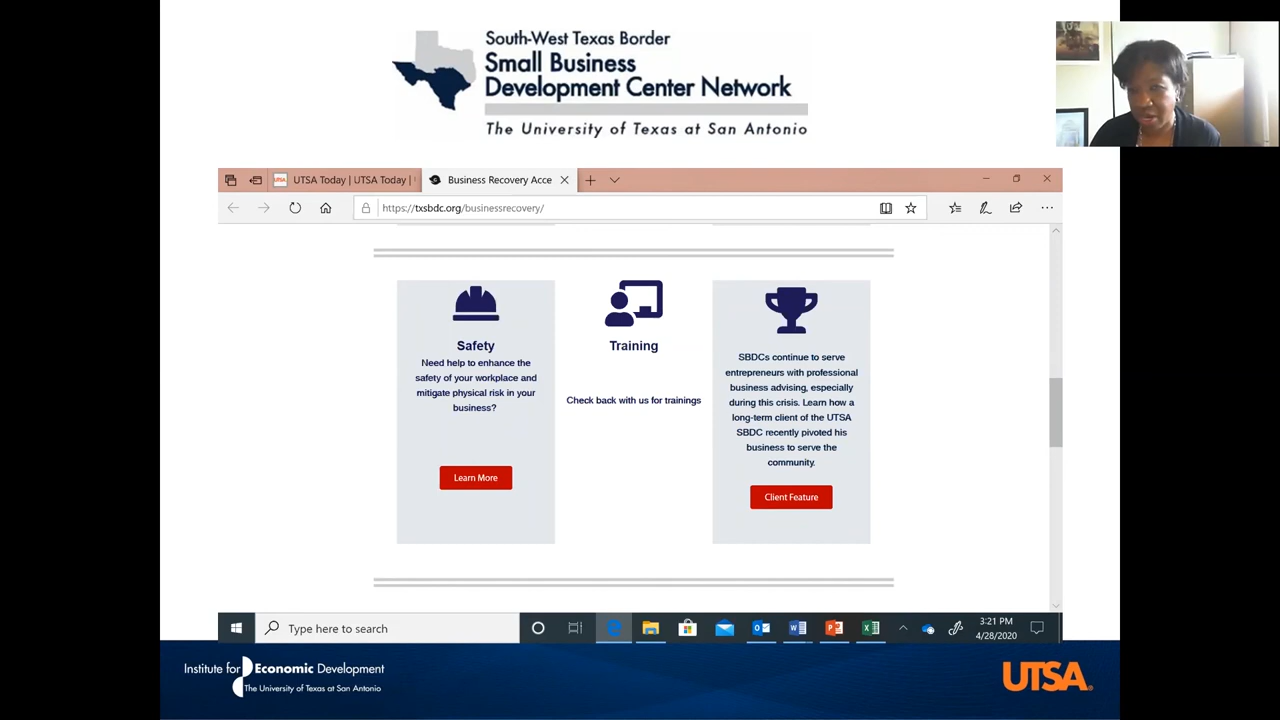 South-West Texas Border
Small Business
Development Center Network
The University of Texas at San Antonio
UTSA
UTSA Today | UTSA Today |
Business Recovery Acce
https://txsbdc.org/businessrecovery/
Safety
Need help to enhance the
safety of your workplace and
mitigate physical risk in your
business?
Learn More
Training
Check back with us for trainings
SBDCs continue to serve
entrepreneurs with professional
business advising, especially
during this crisis. Learn how a
long-term client of the UTSA
SBDC recently pivoted his
business to serve the
community.
Client Feature
Type here to search
3:21 PM
4/28/2020
Institute for Economic Development
The University of Texas at San Antonio
UTSA